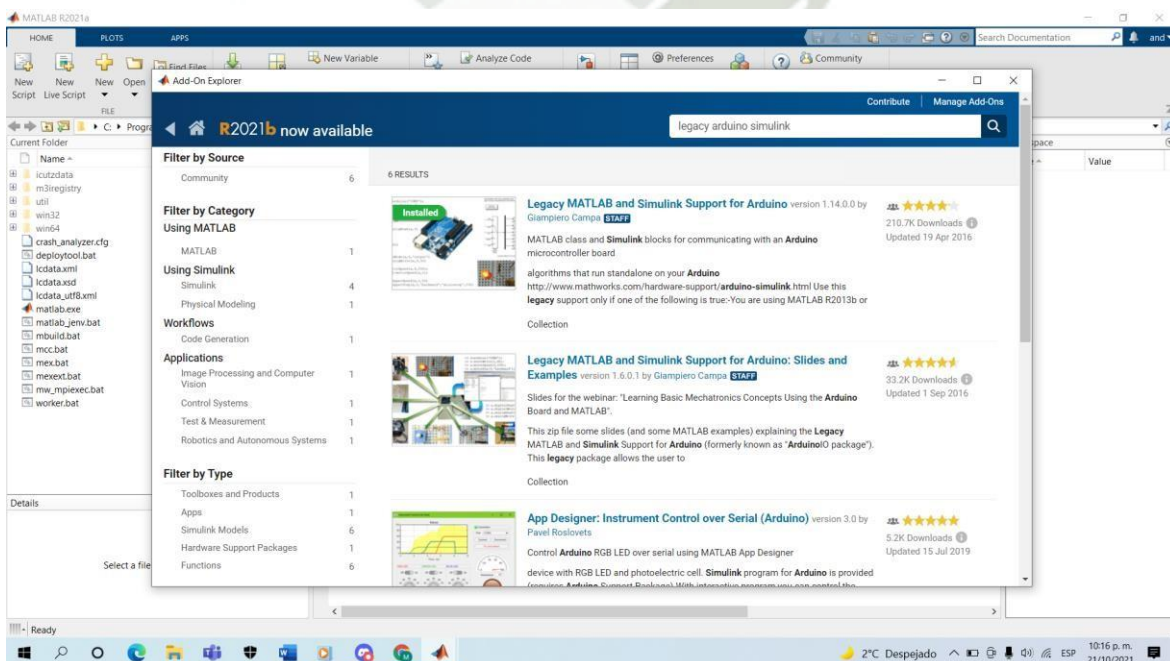 MATLAB R2021a
HOME PLOTS APPS
Search Documentation
and
New Script
New Live Script
New
Open
Find Files
New Variable
Analyze Code
Preferences
Community
FILE
C: Progra
Current Folder
Name
icutzdata
m3iregistry
util
win32
win64
crash_analyzer.cfg
deploytool.bat
lcdata.xml
lcdata.xsd
lcdata_utf8.xml
matlab.exe
matlab_jenv.bat
mbuild.bat
mcc.bat
mex.bat
mexext.bat
mw_mpiexec.bat
worker.bat
Details
Select a file
Ready
Value
Add-On Explorer
Contribute | Manage Add-Ons
R2021b now available
legacy arduino simulink
Filter by Source
Community 6
Filter by Category
Using MATLAB
MATLAB 1
Using Simulink
Simulink 4
Physical Modeling 1
Workflows
Code Generation 1
Applications
Image Processing and Computer Vision 1
Control Systems 1
Test & Measurement 1
Robotics and Autonomous Systems 1
Filter by Type
Toolboxes and Products 1
Apps 1
Simulink Models 6
Hardware Support Packages 1
Functions 6
6 RESULTS
Installed
Legacy MATLAB and Simulink Support for Arduino version 1.14.0.0 by
Giampiero Campa STAFF
MATLAB class and Simulink blocks for communicating with an Arduino
microcontroller board
algorithms that run standalone on your Arduino
http://www.mathworks.com/hardware-support/arduino-simulink.html Use this
legacy support only if one of the following is true:-You are using MATLAB R2013b or
Collection
210.7K Downloads
Updated 19 Apr 2016
Legacy MATLAB and Simulink Support for Arduino: Slides and
Examples version 1.6.0.1 by Giampiero Campa STAFF
Slides for the webinar: "Learning Basic Mechatronics Concepts Using the Arduino
Board and MATLAB".
This zip file some slides (and some MATLAB examples) explaining the Legacy
MATLAB and Simulink Support for Arduino (formerly known as "ArduinoIO package").
This legacy package allows the user to
Collection
33.2K Downloads
Updated 1 Sep 2016
App Designer: Instrument Control over Serial (Arduino) version 3.0 by
Pavel Roslovets
Control Arduino RGB LED over serial using MATLAB App Designer
device with RGB LED and photoelectric cell. Simulink program for Arduino is provided
(requires Arduino Support Package) With interactive program you can control the
5.2K Downloads
Updated 15 Jul 2019
2°C Despejado
ESP
10:16 p. m.
21/10/2021